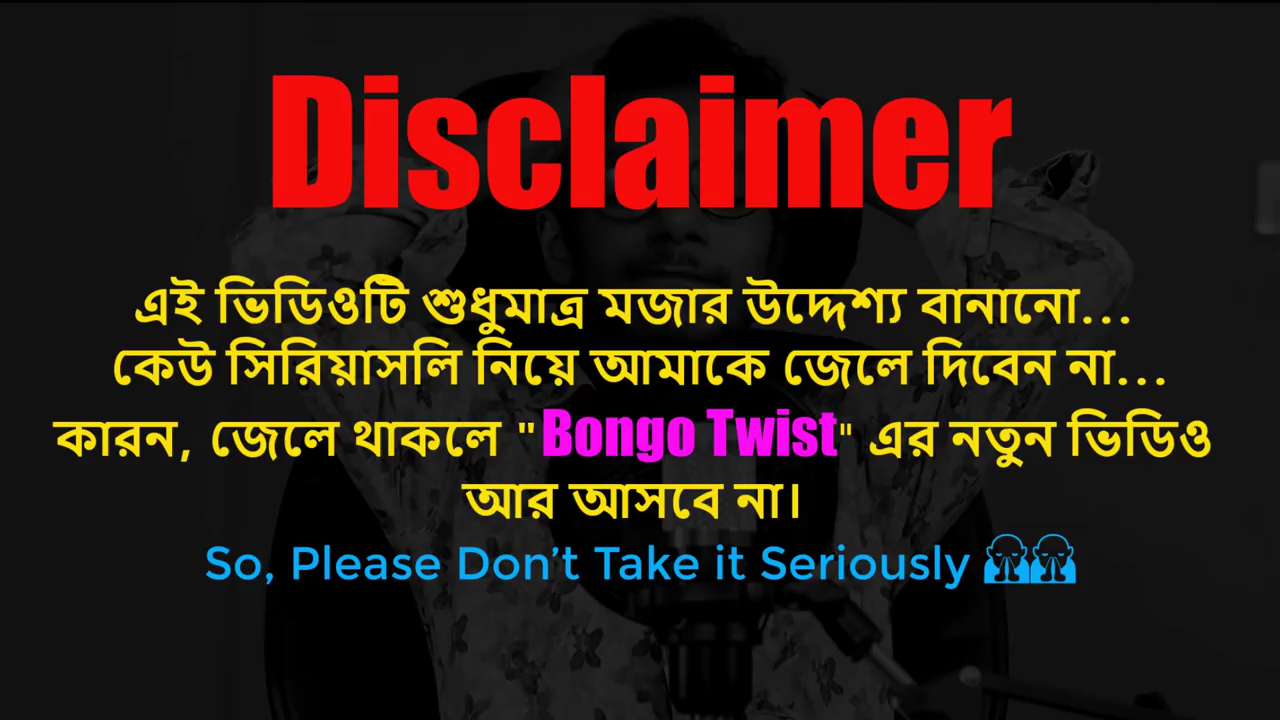 Disclaimer
এই ভিডিওটি শুধুমাত্র মজার উদ্দেশ্য বানানো...
কেউ সিরিয়াসলি নিয়ে আমাকে জেলে দিবেন না...
কারন, জেলে থাকলে "Bongo Twist" এর নতুন ভিডিও
আর আসবে না।
So, Please Don’t Take it Seriously